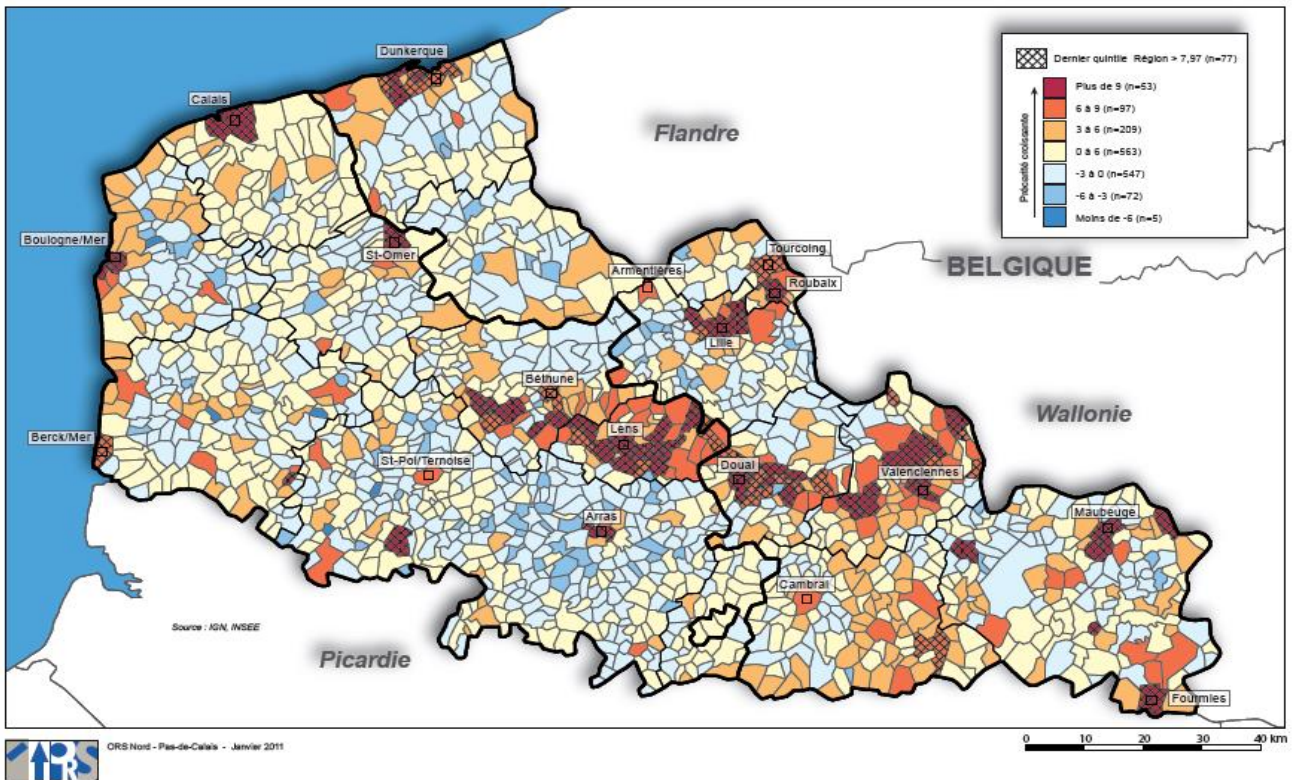 Dunkerque
Calais
Flandre
Dernier quintile Région > 7,97 (n=77)
Précarité croissante
Plus de 9 (n=53)
6 à 9 (n=97)
3 à 6 (n=209)
0 à 6 (n=563)
-3 à 0 (n=547)
-6 à -3 (n=72)
Moins de -6 (n=5)
Boulogne/Mer
St-Omer
Armentières
Tourcoing
Roubaix
BELGIQUE
Lille
Béthune
Wallonie
Berck/Mer
Lens
St-Pol/Ternoise
Douai
Valenciennes
Arras
Maubeuge
Cambrai
Source : IGN, INSEE
Picardie
Fourmies
ORS
ORS Nord - Pas-de-Calais - Janvier 2011
0 10 20 30 40 km